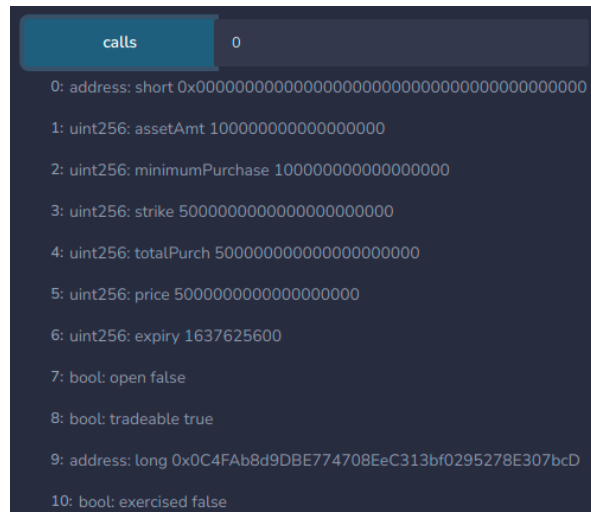 calls 0
0: address: short 0x0000000000000000000000000000000000000000
1: uint256: assetAmt 100000000000000000
2: uint256: minimumPurchase 100000000000000000
3: uint256: strike 5000000000000000000000
4: uint256: totalPurch 500000000000000000000
5: uint256: price 5000000000000000000
6: uint256: expiry 1637625600
7: bool: open false
8: bool: tradeable true
9: address: long 0x0C4FAb8d9DBE774708EeC313bf0295278E307bcD
10: bool: exercised false